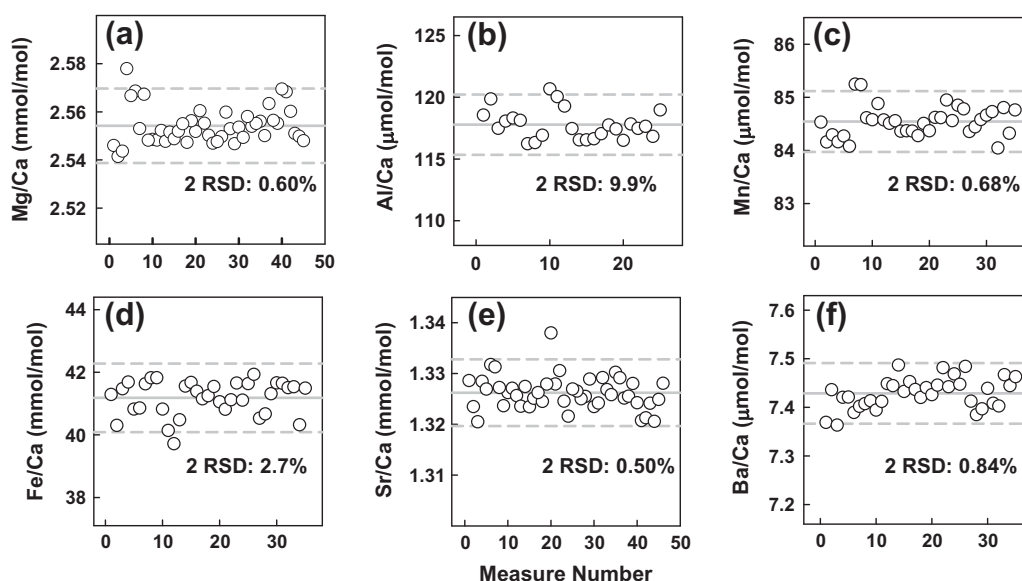 (a)
Mg/Ca (mmol/mol)
2.58
2.56
2.54
2.52
2 RSD: 0.60%
0 10 20 30 40 50
(b)
Al/Ca (μmol/mol)
125
120
115
110
2 RSD: 9.9%
0 10 20
(c)
Mn/Ca (μmol/mol)
86
85
84
83
2 RSD: 0.68%
0 10 20 30
(d)
Fe/Ca (mmol/mol)
44
42
40
38
2 RSD: 2.7%
0 10 20 30
(e)
Sr/Ca (mmol/mol)
1.34
1.33
1.32
1.31
2 RSD: 0.50%
0 10 20 30 40 50
(f)
Ba/Ca (μmol/mol)
7.6
7.5
7.4
7.3
7.2
2 RSD: 0.84%
0 10 20 30
Measure Number